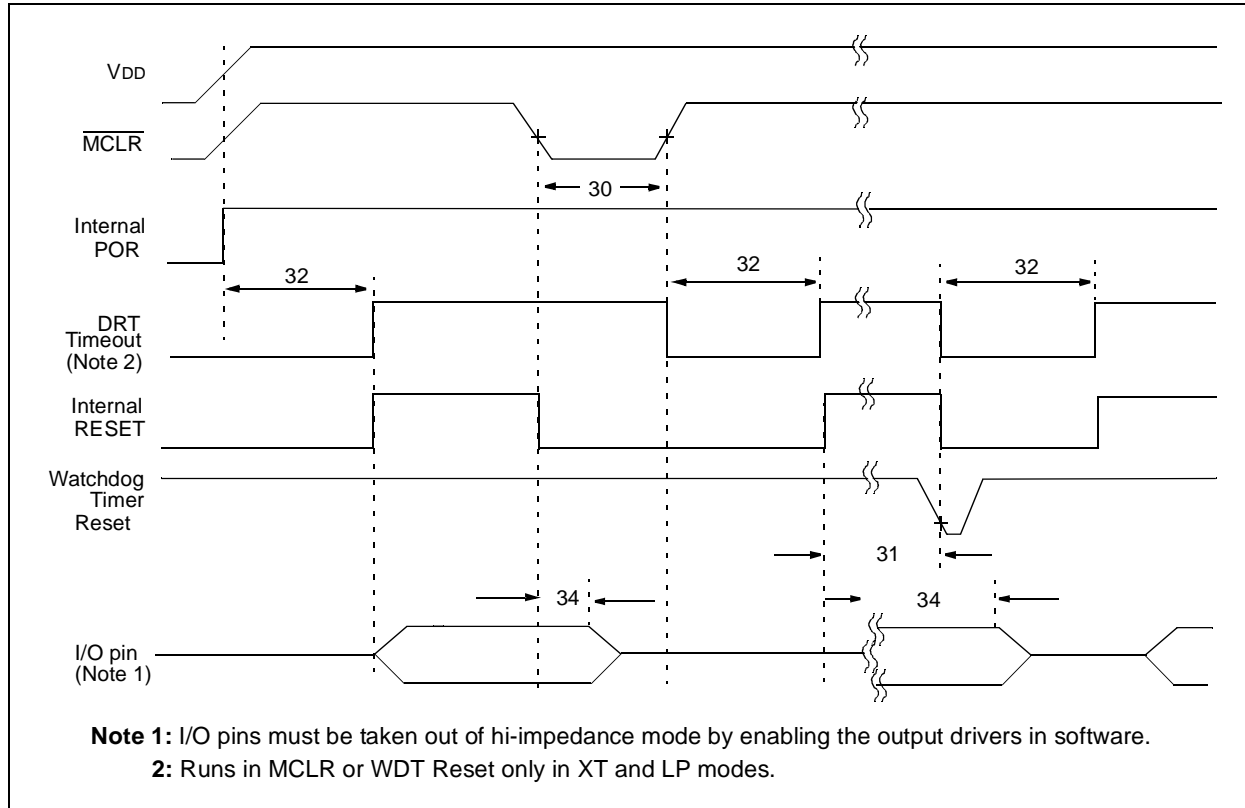 VDD
MCLR
30
Internal
POR
32
32
32
DRT
Timeout
(Note 2)
Internal
RESET
Watchdog
Timer
Reset
31
34
34
I/O pin
(Note 1)
Note 1: I/O pins must be taken out of hi-impedance mode by enabling the output drivers in software.
2: Runs in MCLR or WDT Reset only in XT and LP modes.